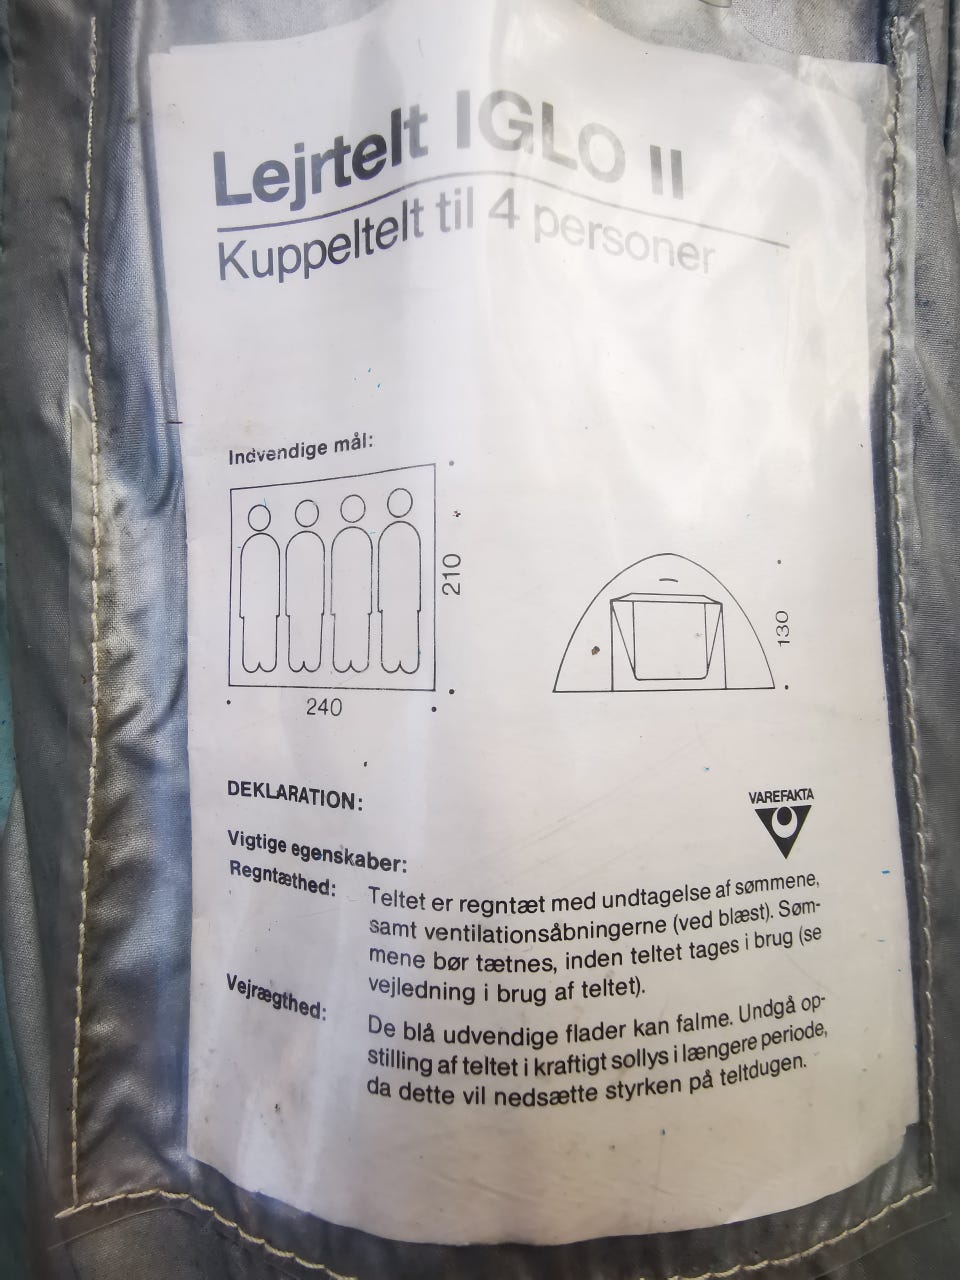 Lejrtelt IGLO II
Kuppeltelt til 4 personer
Indvendige mål:
210
240
130
DEKLARATION:
VAREFAKTA
Vigtige egenskaber:
Regntæthed: Teltet er regntæt med undtagelse af sømmene,
samt ventilationsåbningerne (ved blæst). Søm-
mene bør tætnes, inden teltet tages i brug (se
vejledning i brug af teltet).
Vejrægthed: De blå udvendige flader kan falme. Undgå op-
stilling af teltet i kraftigt sollys i længere periode,
da dette vil nedsætte styrken på teltdugen.